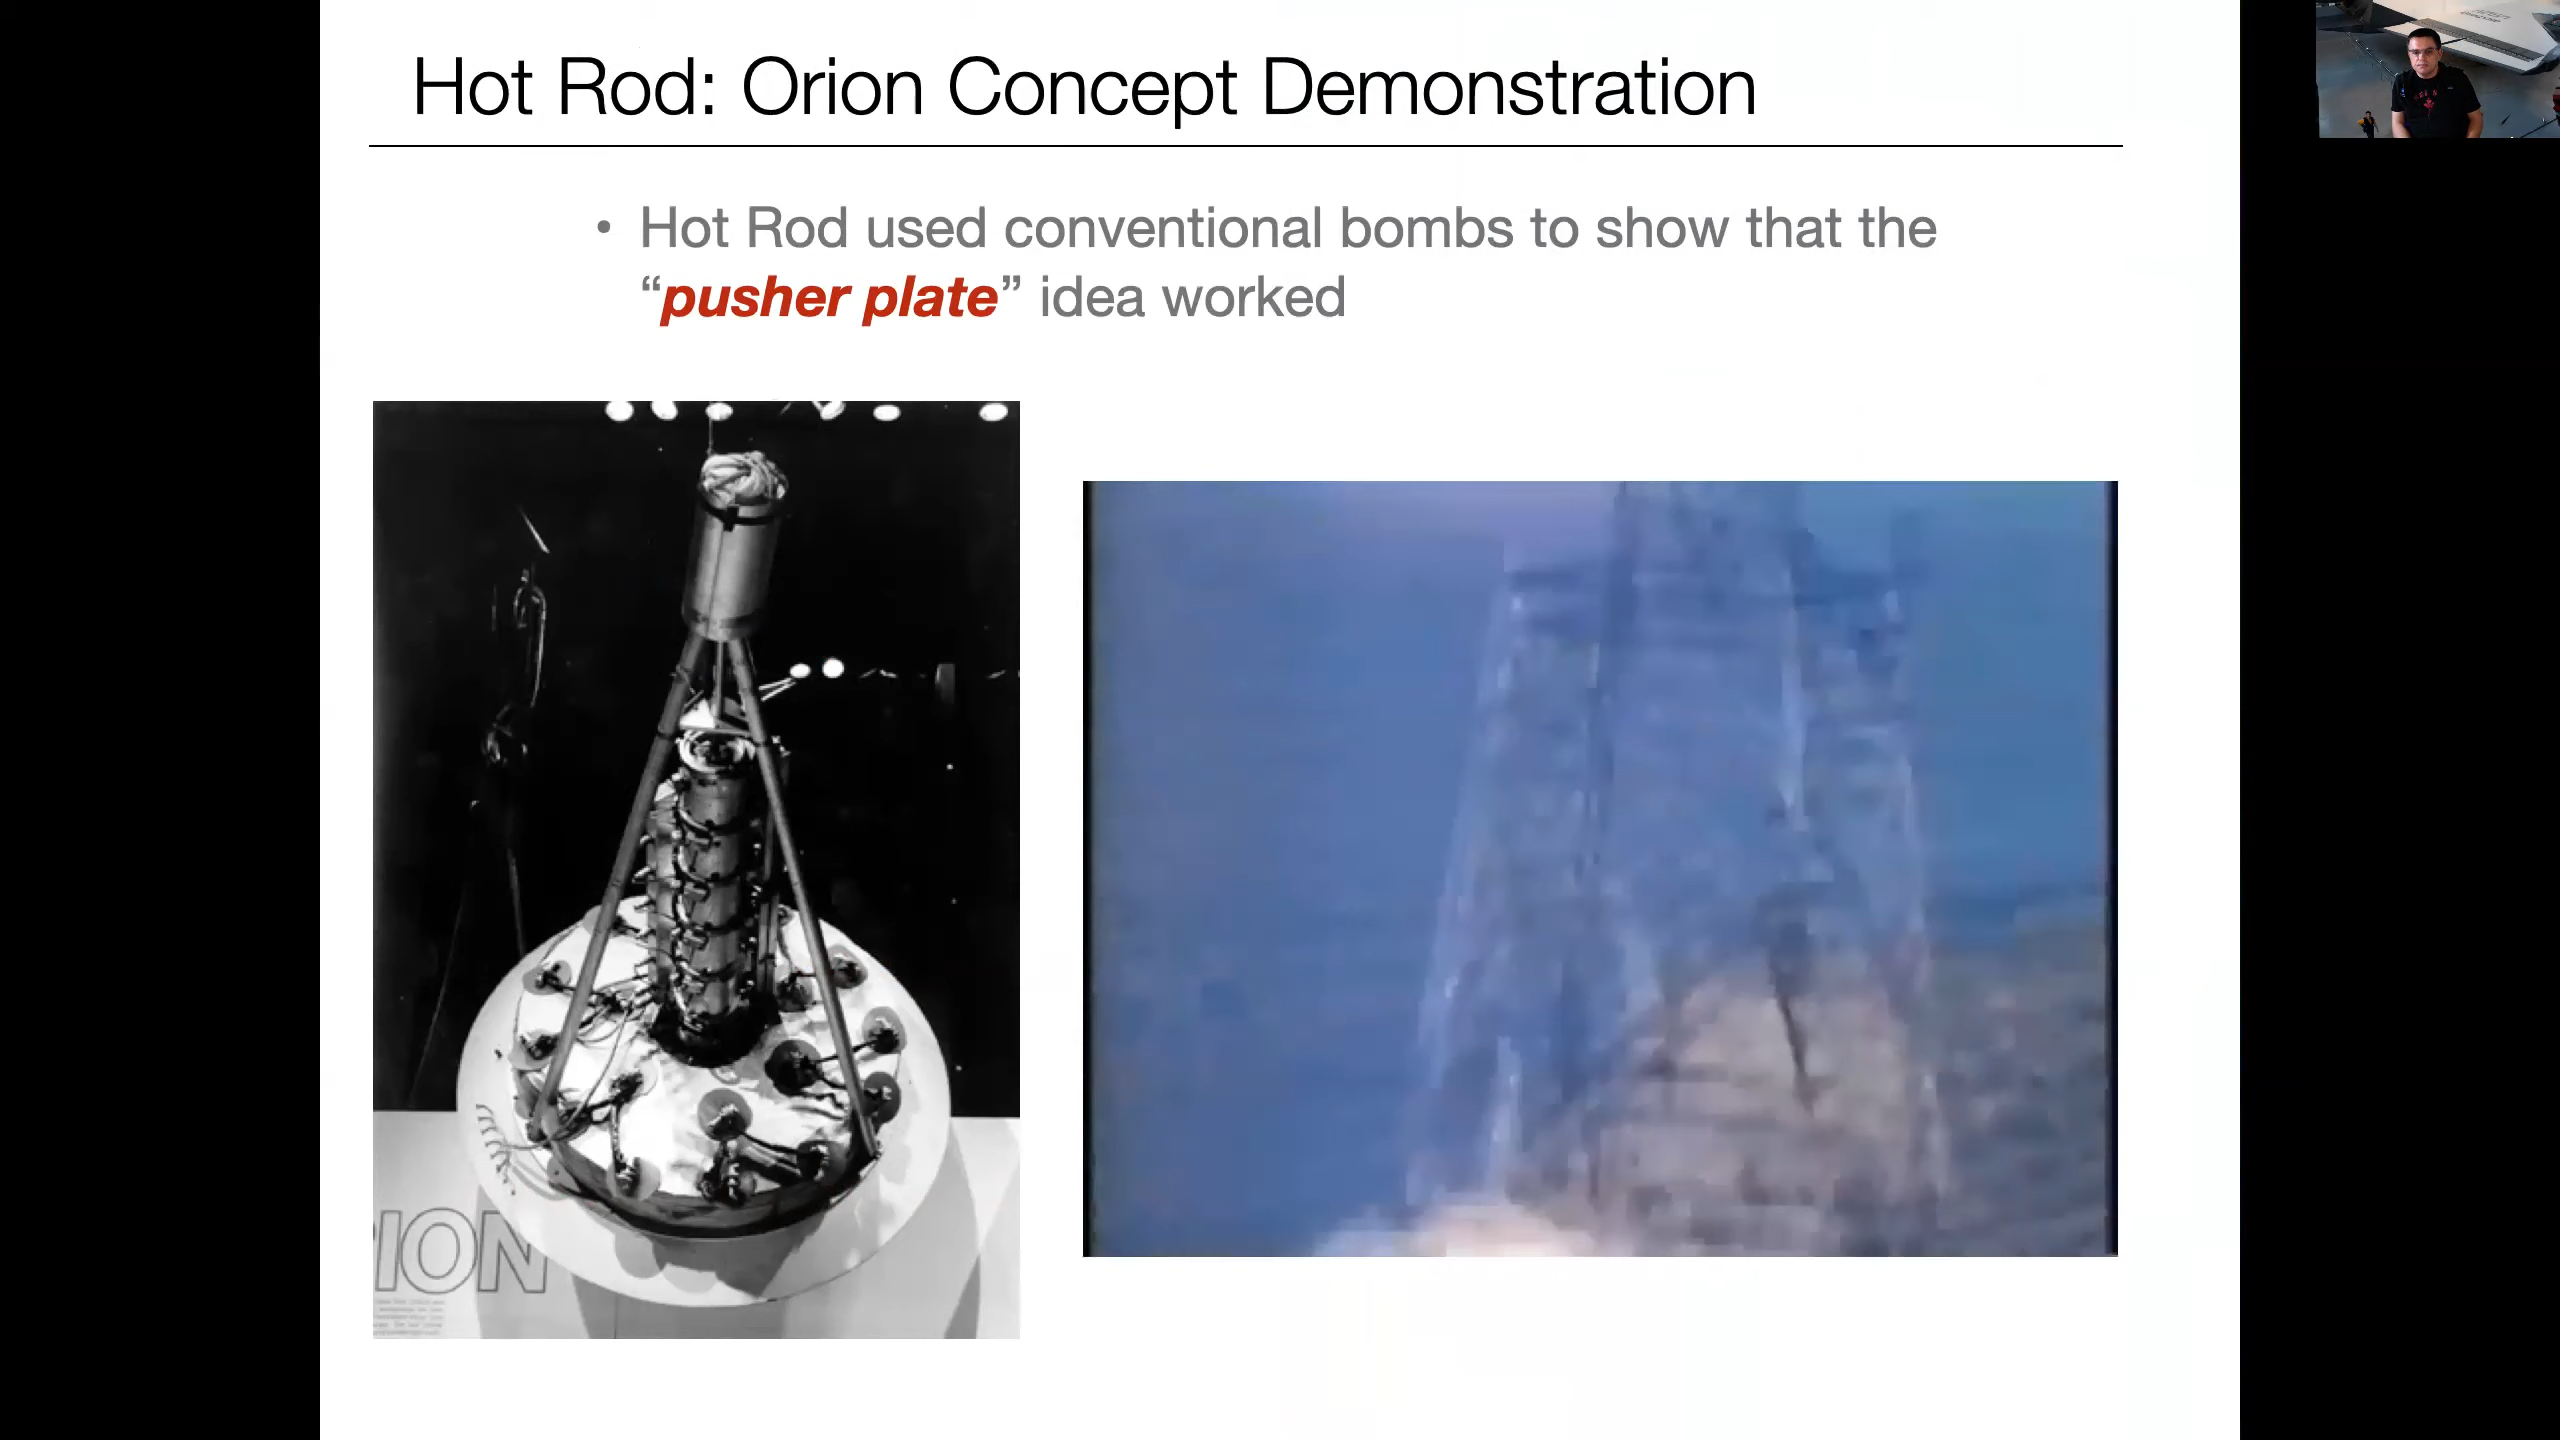 Hot Rod: Orion Concept Demonstration
• Hot Rod used conventional bombs to show that the
“pusher plate” idea worked
ION